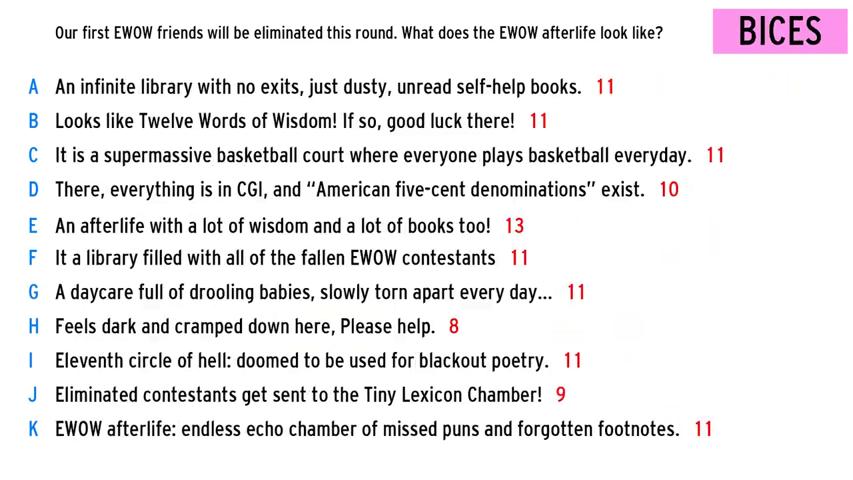 Our first EWOW friends will be eliminated this round. What does the EWOW afterlife look like?
BICES
A An infinite library with no exits, just dusty, unread self-help books. 11
B Looks like Twelve Words of Wisdom! If so, good luck there! 11
C It is a supermassive basketball court where everyone plays basketball everyday. 11
D There, everything is in CGI, and “American five-cent denominations” exist. 10
E An afterlife with a lot of wisdom and a lot of books too! 13
F It a library filled with all of the fallen EWOW contestants 11
G A daycare full of drooling babies, slowly torn apart every day... 11
H Feels dark and cramped down here, Please help. 8
I Eleventh circle of hell: doomed to be used for blackout poetry. 11
J Eliminated contestants get sent to the Tiny Lexicon Chamber! 9
K EWOW afterlife: endless echo chamber of missed puns and forgotten footnotes. 11